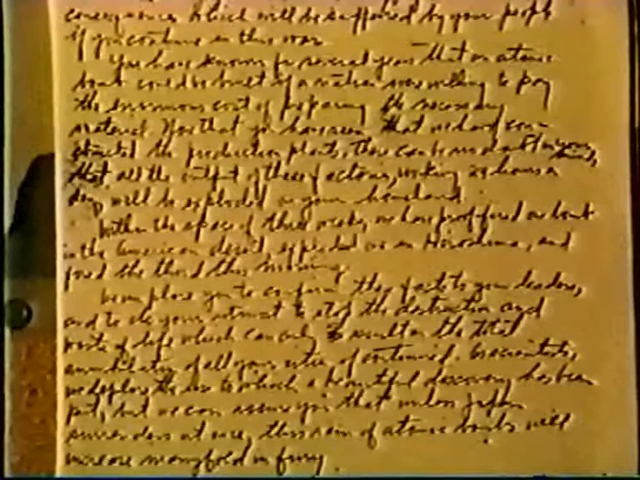 consequences which will be suffered by your people
if you continue in this war.
You have known for several years that an atomic
bomb could be built if a nation were willing to pay
the enormous cost of preparing the necessary
material. Now that you have seen that we have con-
structed the production plants, there can be no doubt in your minds
that all the output of these factories, working 24 hours a
day, will be exploded on your homeland.
Within the space of three weeks, we have proof fired one bomb
in the American desert, exploded one in Hiroshima, and
fired the third this morning.
We implore you to confirm these facts to your leaders,
and to do your utmost to stop the destruction and
waste of life which can only result in the total
annihilation of all your cities if continued. As scientists,
we deplore the use to which a beautiful discovery has been
put, but we can assure you that unless Japan
surrenders at once, this rain of atomic bombs will
increase manyfold in fury.